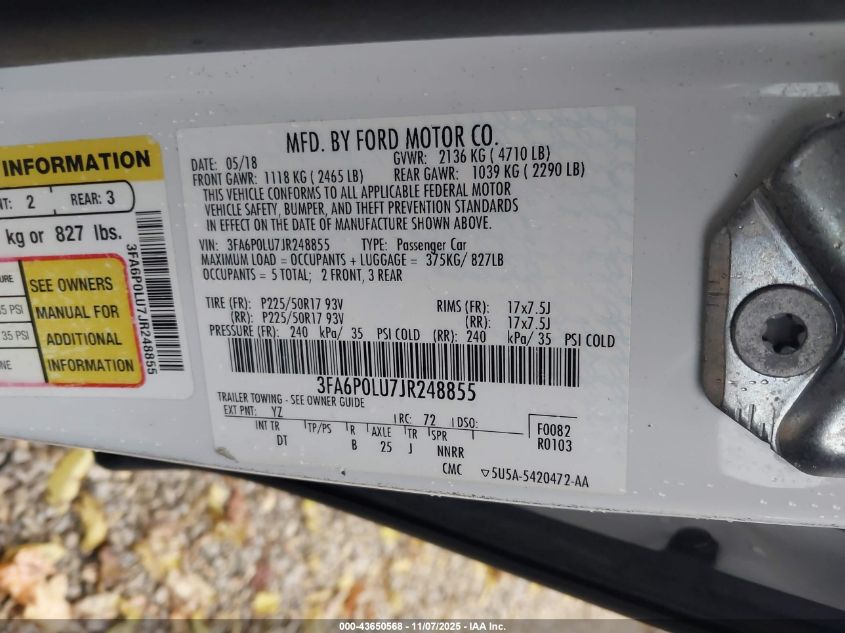 INFORMATION
NT: 2
REAR: 3
kg or 827 lbs.
SEE OWNERS
MANUAL FOR
ADDITIONAL
INFORMATION
35 PSI
3FA6P0LU7JR248855
MFD. BY FORD MOTOR CO.
DATE: 05/18 GVWR: 2136 KG ( 4710 LB)
FRONT GAWR: 1118 KG ( 2465 LB) REAR GAWR: 1039 KG ( 2290 LB)
THIS VEHICLE CONFORMS TO ALL APPLICABLE FEDERAL MOTOR
VEHICLE SAFETY, BUMPER, AND THEFT PREVENTION STANDARDS
IN EFFECT ON THE DATE OF MANUFACTURE SHOWN ABOVE.
VIN: 3FA6P0LU7JR248855 TYPE: Passenger Car
MAXIMUM LOAD = OCCUPANTS + LUGGAGE = 375KG/ 827LB
OCCUPANTS = 5 TOTAL; 2 FRONT, 3 REAR
TIRE (FR): P225/50R17 93V RIMS (FR): 17x7.5J
(RR): P225/50R17 93V (RR): 17x7.5J
PRESSURE (FR): 240 kPa/ 35 PSI COLD (RR): 240 kPa/ 35 PSI COLD
3FA6P0LU7JR248855
TRAILER TOWING - SEE OWNER GUIDE
EXT PNT: YZ RC: 72 DSO: F0082
INT TR TP/PS R AXLE TR SPR R0103
DT B 25 J NNRR
CMC ▽5U5A-5420472-AA
000-43650568 - 11/07/2025 - IAA Inc.